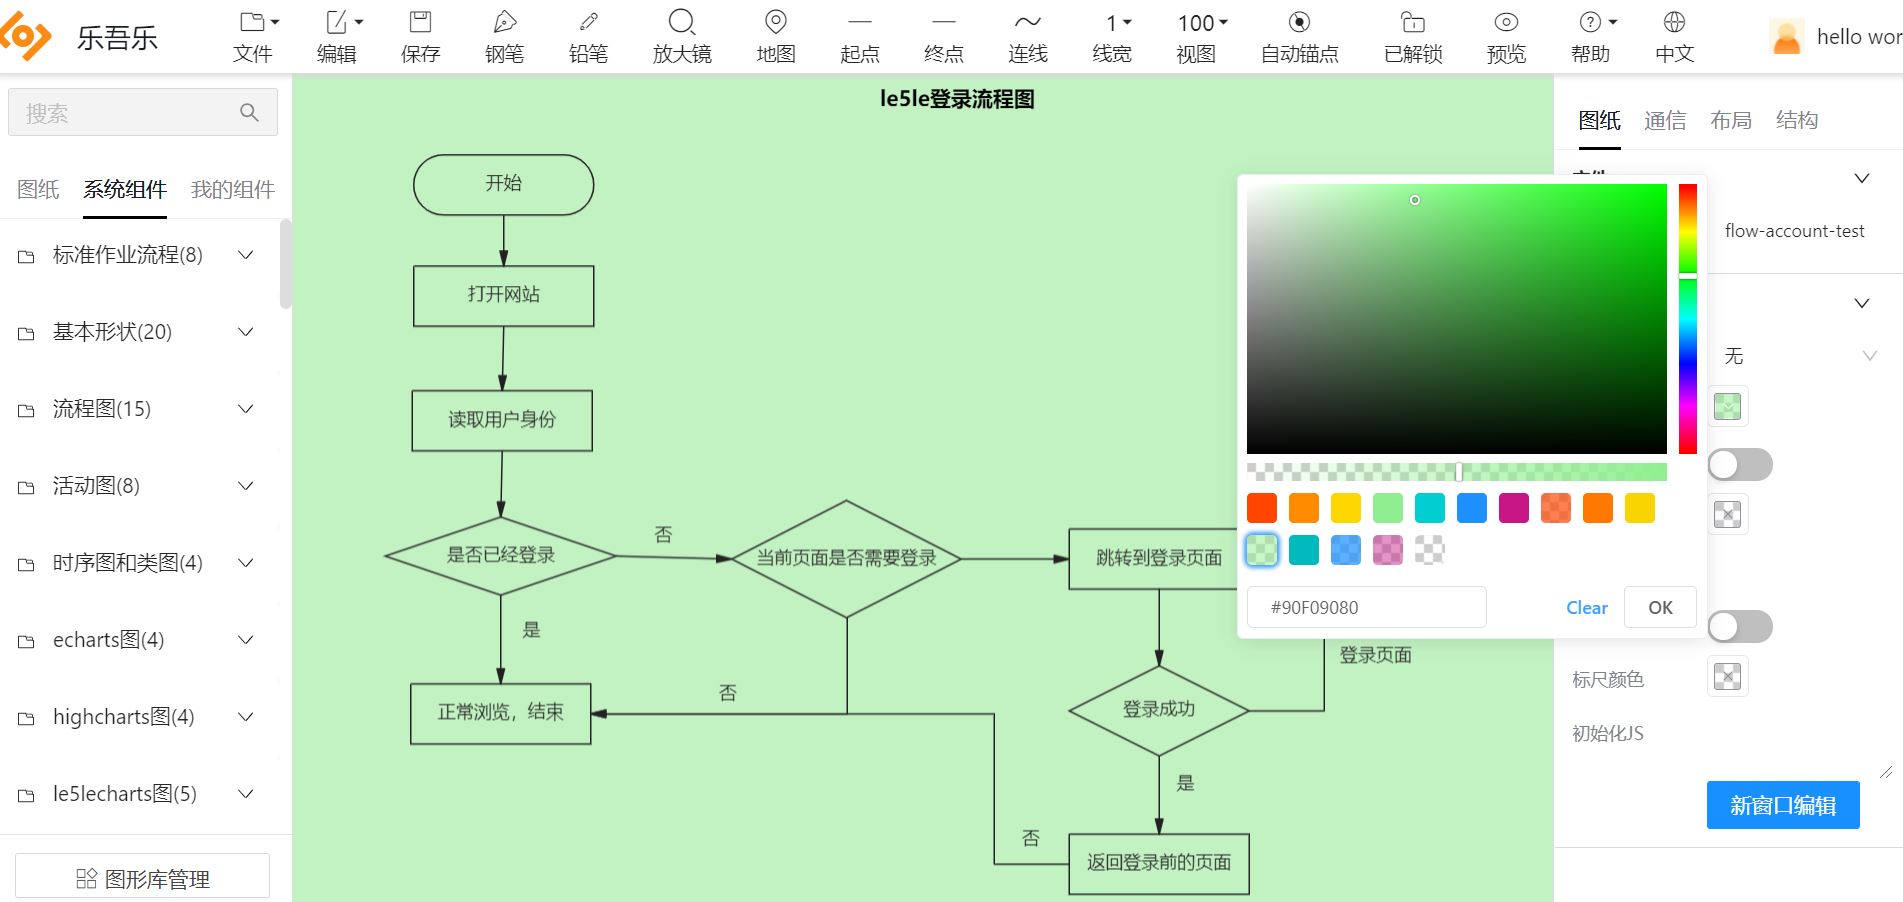 乐吾乐
文件
编辑
保存
钢笔
铅笔
放大镜
地图
起点
终点
连线
1
线宽
100
视图
自动锚点
已解锁
预览
帮助
中文
hello wor
搜索
图纸
系统组件
我的组件
标准作业流程(8)
基本形状(20)
流程图(15)
活动图(8)
时序图和类图(4)
echarts图(4)
highcharts图(4)
le5lecharts图(5)
图形库管理
le5le登录流程图
开始
打开网站
读取用户身份
是否已经登录
否
当前页面是否需要登录
跳转到登录页面
是
正常浏览，结束
否
登录页面
登录成功
是
否
返回登录前的页面
#90F09080
Clear
OK
图纸
通信
布局
结构
flow-account-test
无
标尺颜色
初始化JS
新窗口编辑